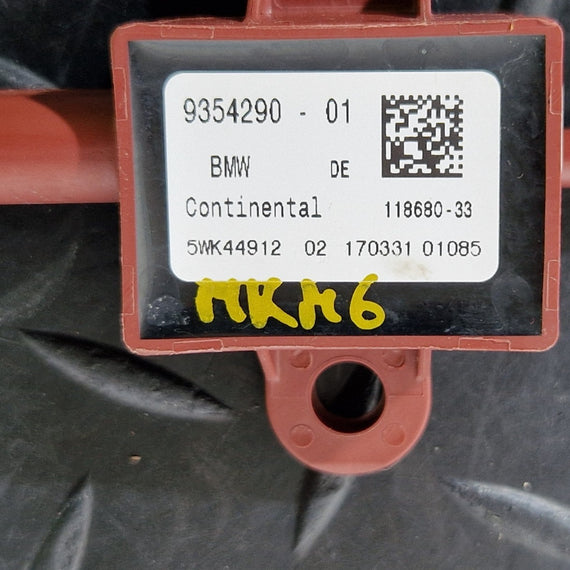 9354290 - 01
BMW DE
Continental 118680-33
5WK44912 02 170331 01085
MKM6